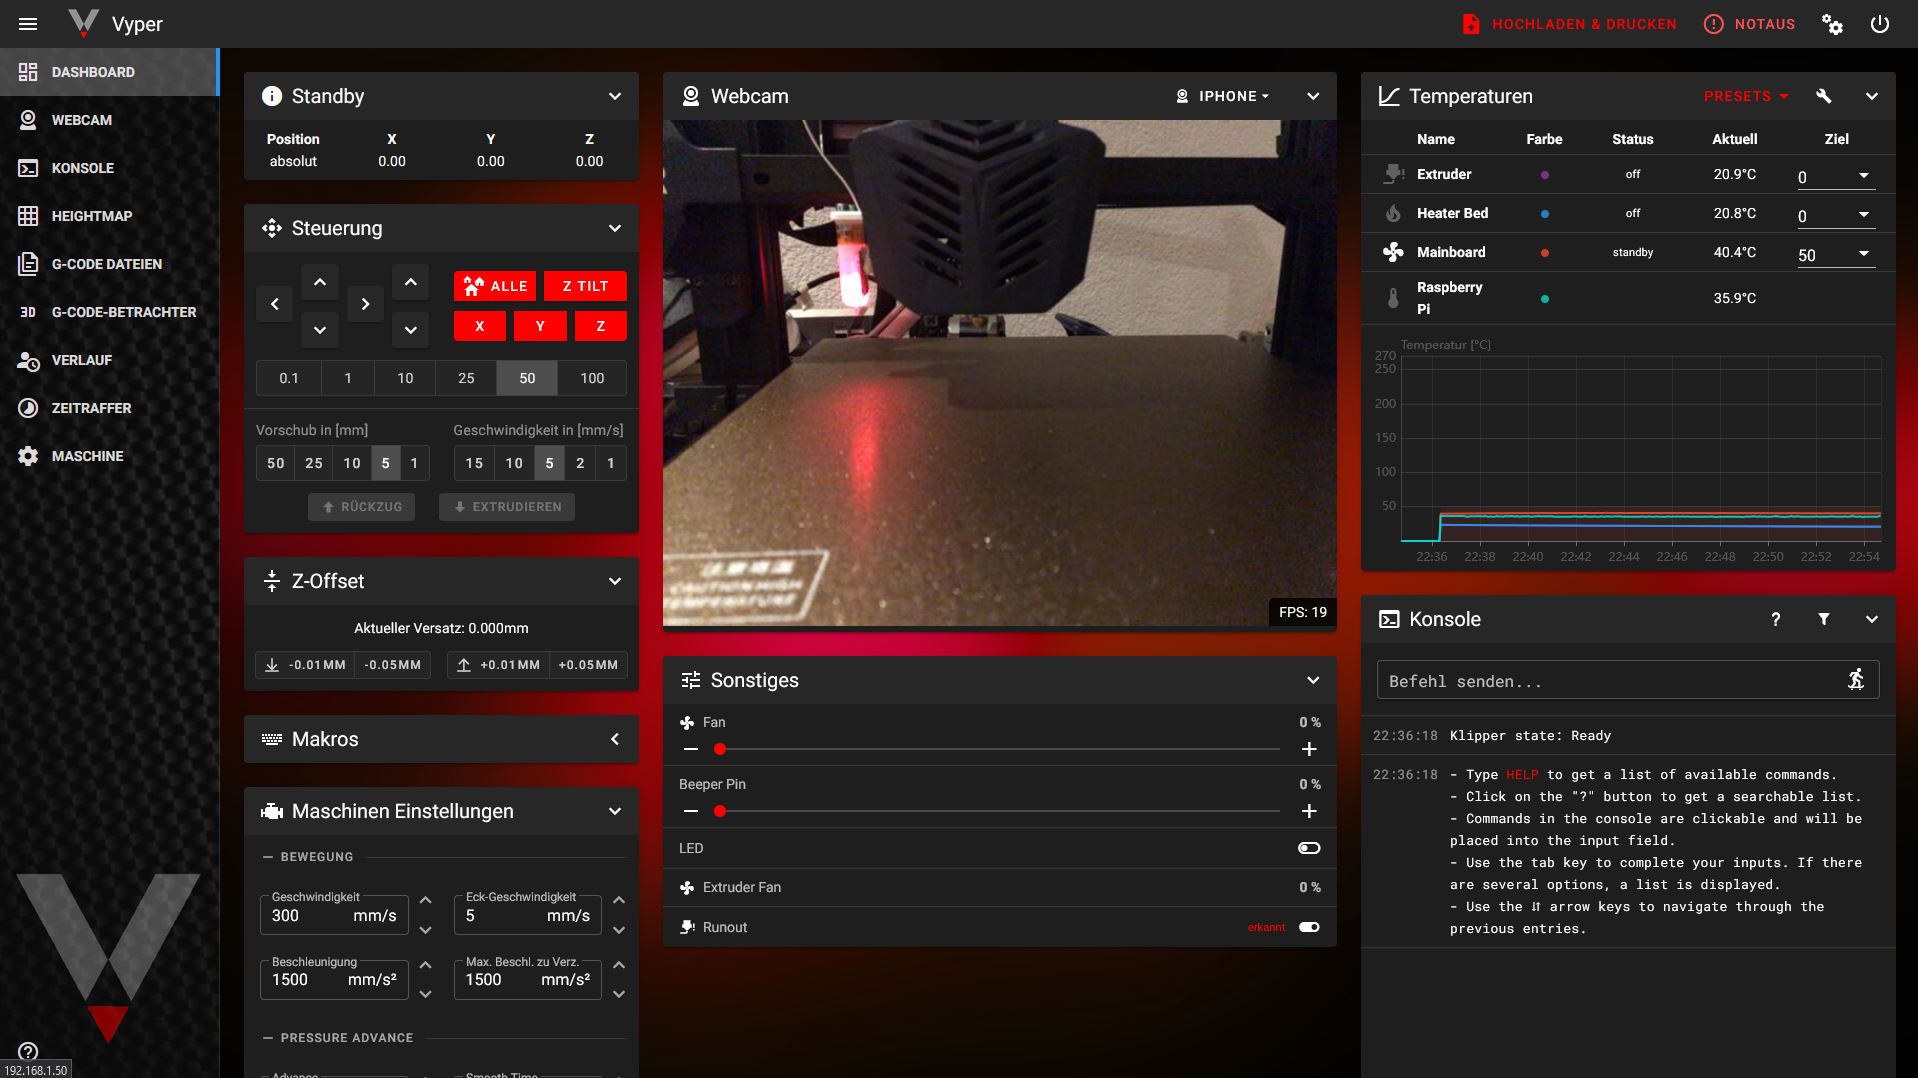 Vyper
HOCHLADEN & DRUCKEN
NOTAUS
DASHBOARD
WEBCAM
KONSOLE
HEIGHTMAP
G-CODE DATEIEN
3D G-CODE-BETRACHTER
VERLAUF
ZEITRAFFER
MASCHINE
192.168.1.50
Standby
Position X Y Z
absolut 0.00 0.00 0.00
Steuerung
ALLE Z TILT
X Y Z
0.1 1 10 25 50 100
Vorschub in [mm] Geschwindigkeit in [mm/s]
50 25 10 5 1 15 10 5 2 1
RÜCKZUG EXTRUDIEREN
Z-Offset
Aktueller Versatz: 0.000mm
-0.01MM -0.05MM +0.01MM +0.05MM
Makros
Maschinen Einstellungen
BEWEGUNG
Geschwindigkeit Eck-Geschwindigkeit
300 mm/s 5 mm/s
Beschleunigung Max. Beschl. zu Verz.
1500 mm/s² 1500 mm/s²
PRESSURE ADVANCE
Advance Smooth Time
Webcam IPHONE
CAUTION HIGH
TEMPERATURE
FPS: 19
Sonstiges
Fan 0 %
Beeper Pin 0 %
LED
Extruder Fan 0 %
Runout erkannt
Temperaturen PRESETS
Name Farbe Status Aktuell Ziel
Extruder off 20.9°C 0
Heater Bed off 20.8°C 0
Mainboard standby 40.4°C 50
Raspberry
Pi 35.9°C
Temperatur [°C]
270
250
200
150
100
50
22:36 22:38 22:40 22:42 22:44 22:46 22:48 22:50 22:52 22:54
Konsole ?
Befehl senden...
22:36:18 Klipper state: Ready
22:36:18 - Type HELP to get a list of available commands.
- Click on the "?" button to get a searchable list.
- Commands in the console are clickable and will be
placed into the input field.
- Use the tab key to complete your inputs. If there
are several options, a list is displayed.
- Use the ⇵ arrow keys to navigate through the
previous entries.